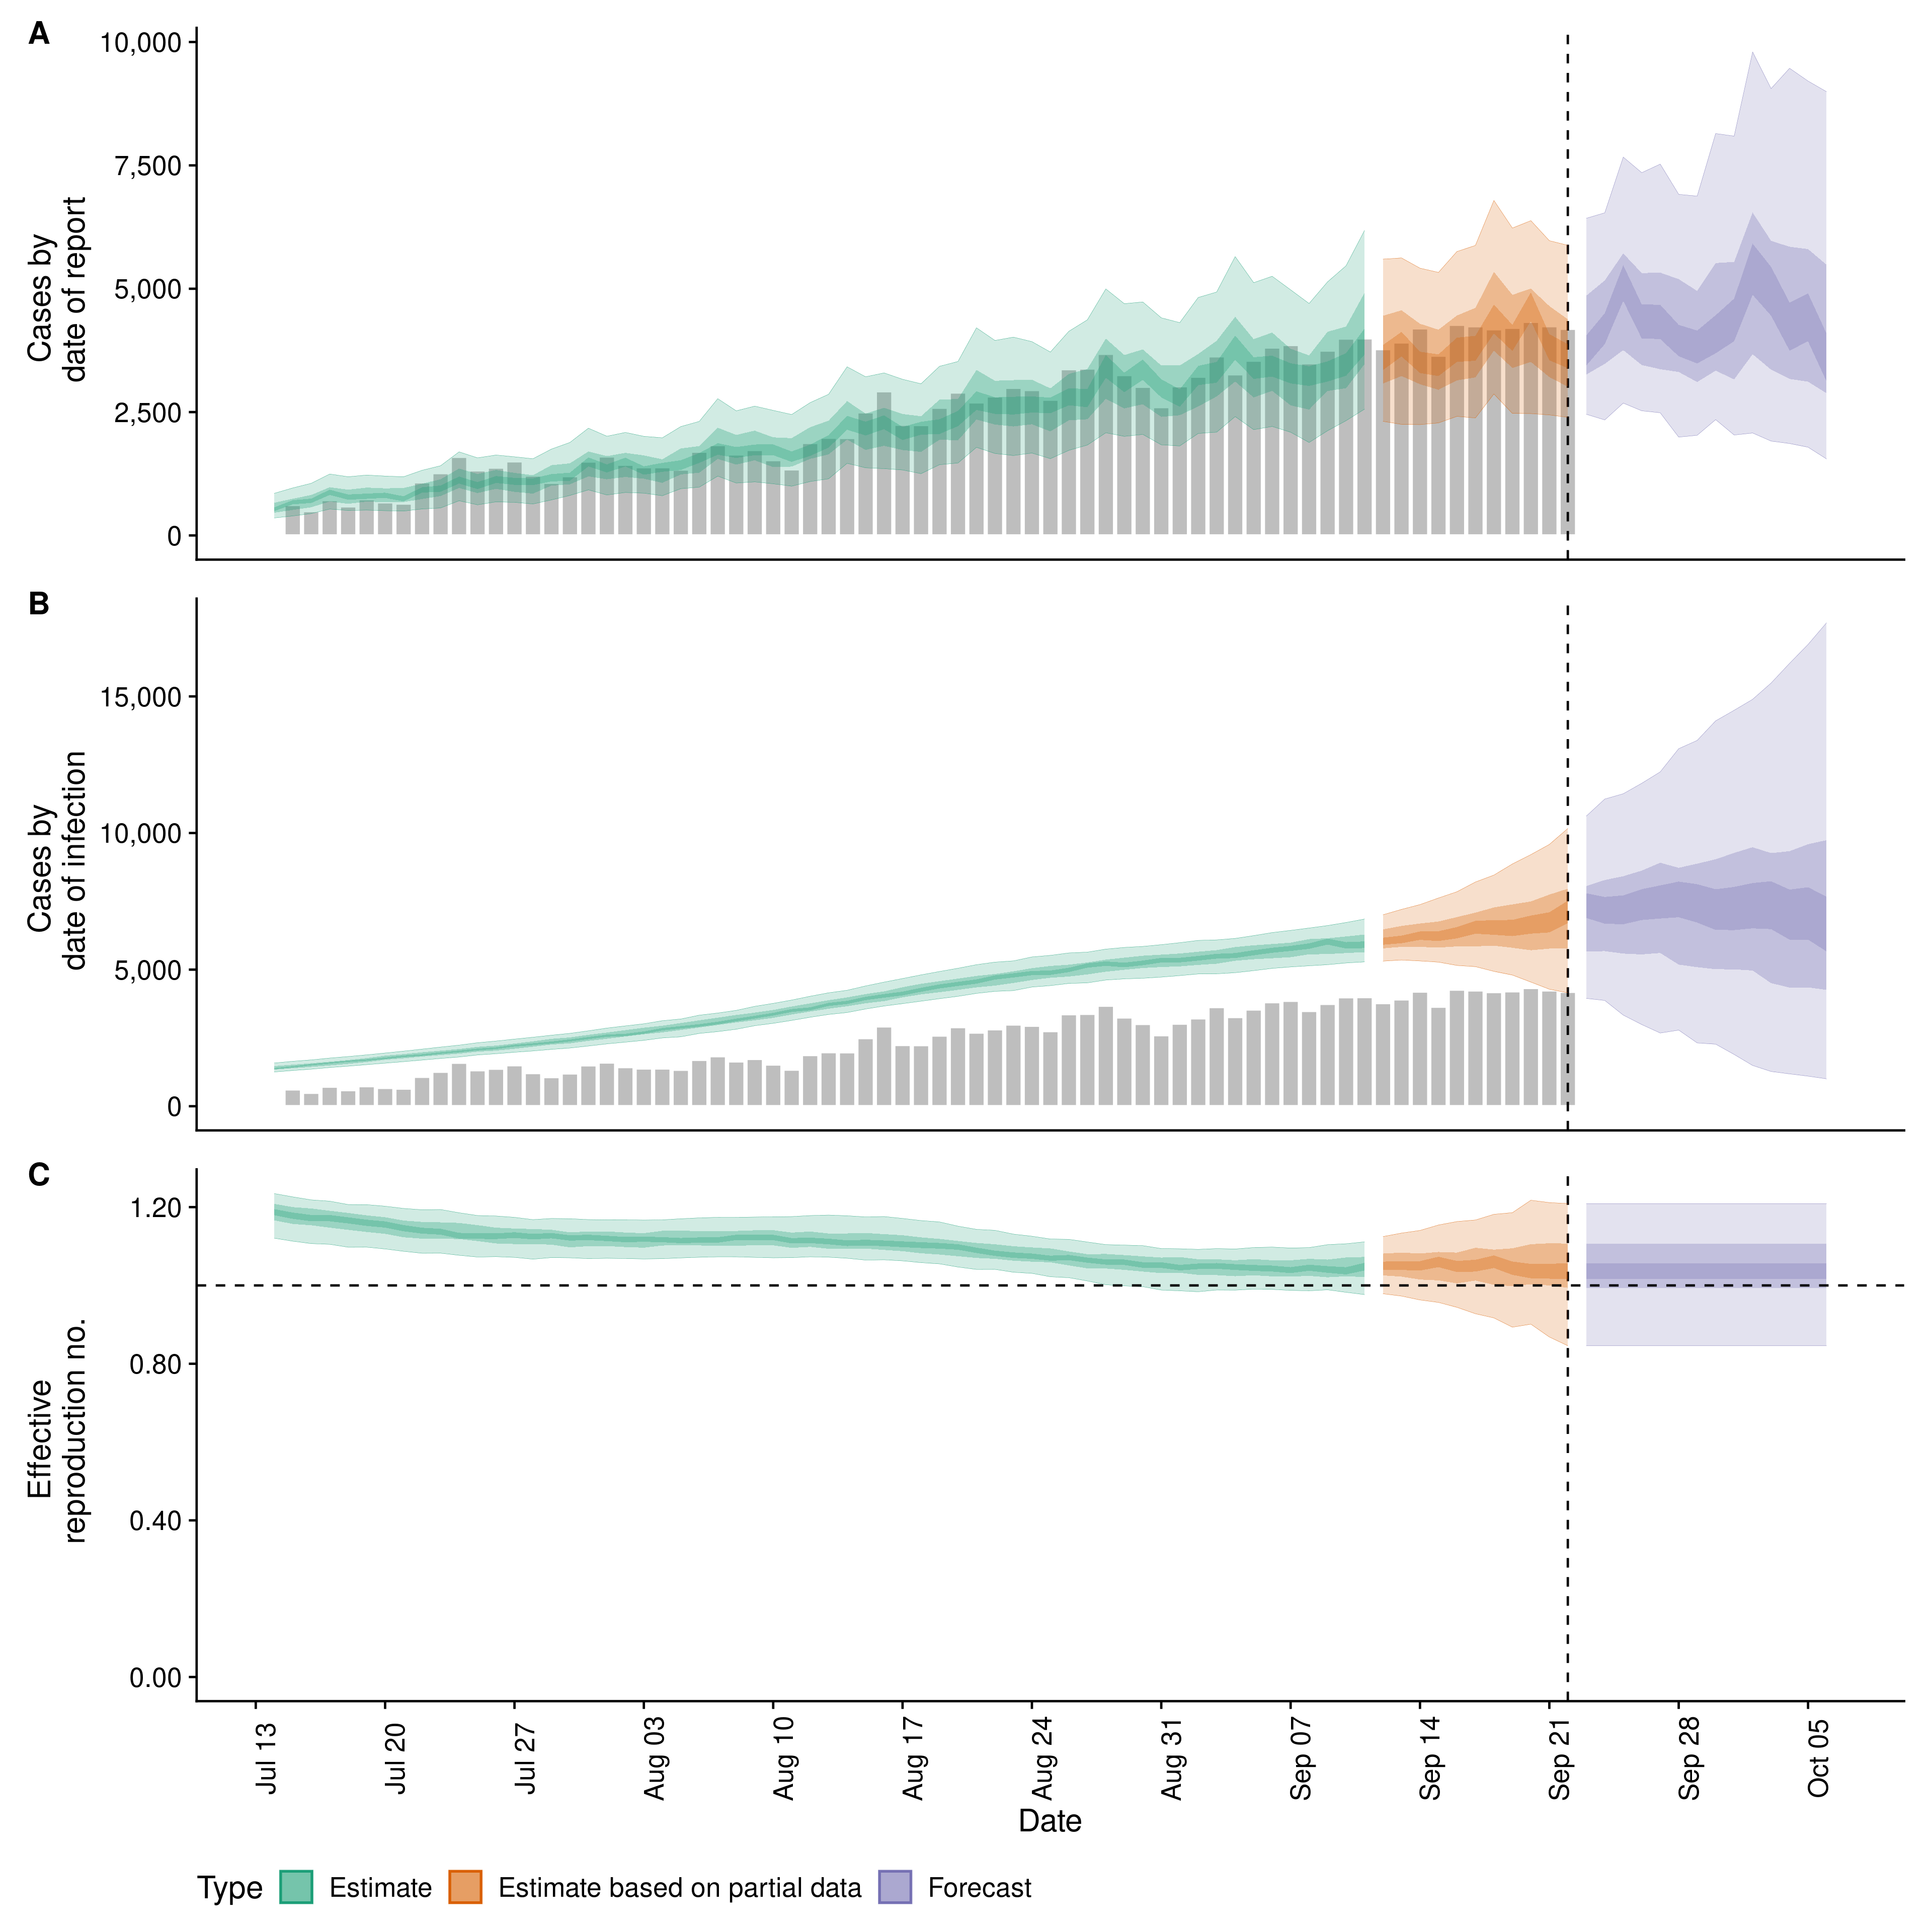 A
10,000
7,500
5,000
2,500
0
Cases by
date of report
B
15,000
10,000
5,000
0
Cases by
date of infection
C
1.20
0.80
0.40
0.00
Effective
reproduction no.
Jul 13
Jul 20
Jul 27
Aug 03
Aug 10
Aug 17
Aug 24
Aug 31
Sep 07
Sep 14
Sep 21
Sep 28
Oct 05
Date
Type Estimate Estimate based on partial data Forecast